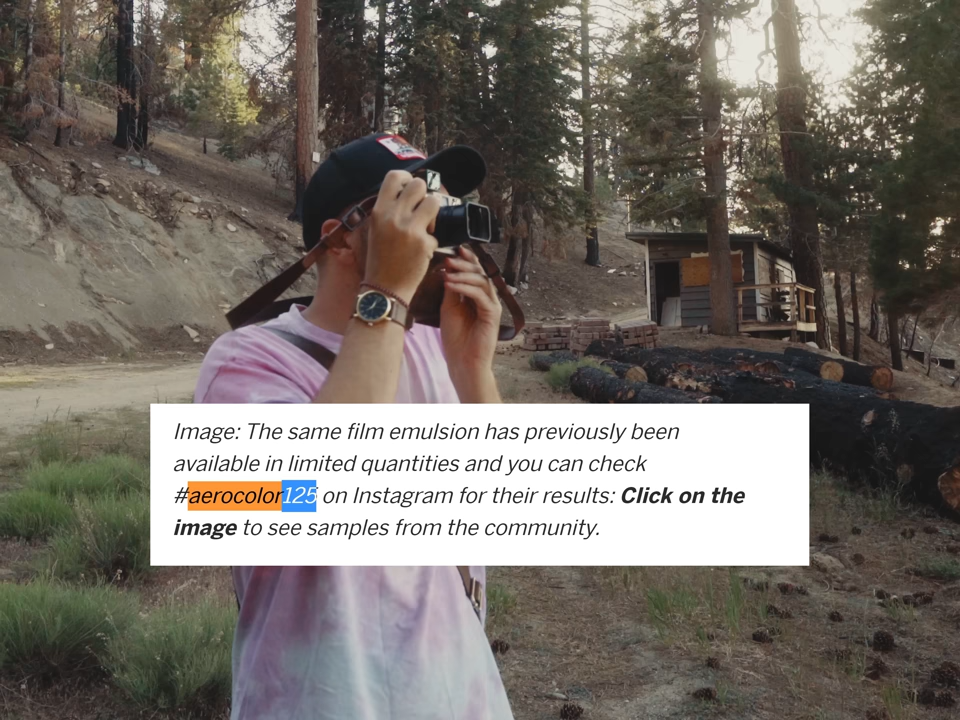 Image: The same film emulsion has previously been
available in limited quantities and you can check
#aerocolor125 on Instagram for their results: Click on the
image to see samples from the community.